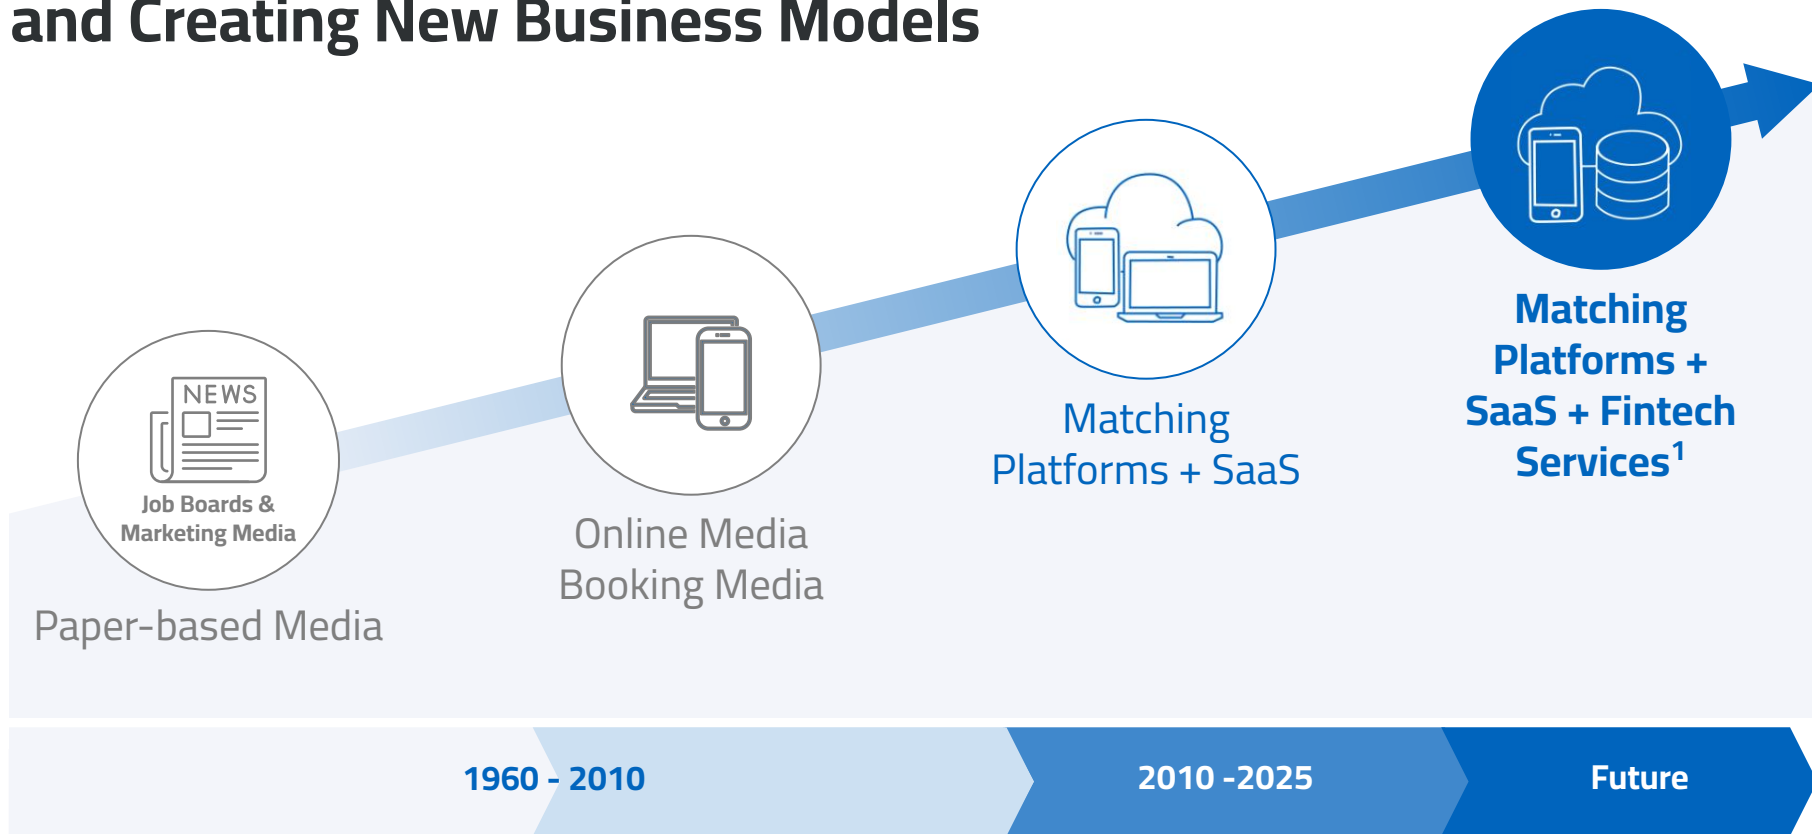 and Creating New Business Models
NEWS
Job Boards &
Marketing Media
Paper-based Media
Online Media
Booking Media
Matching
Platforms + SaaS
Matching
Platforms +
SaaS + Fintech
Services¹
1960 - 2010
2010 -2025
Future